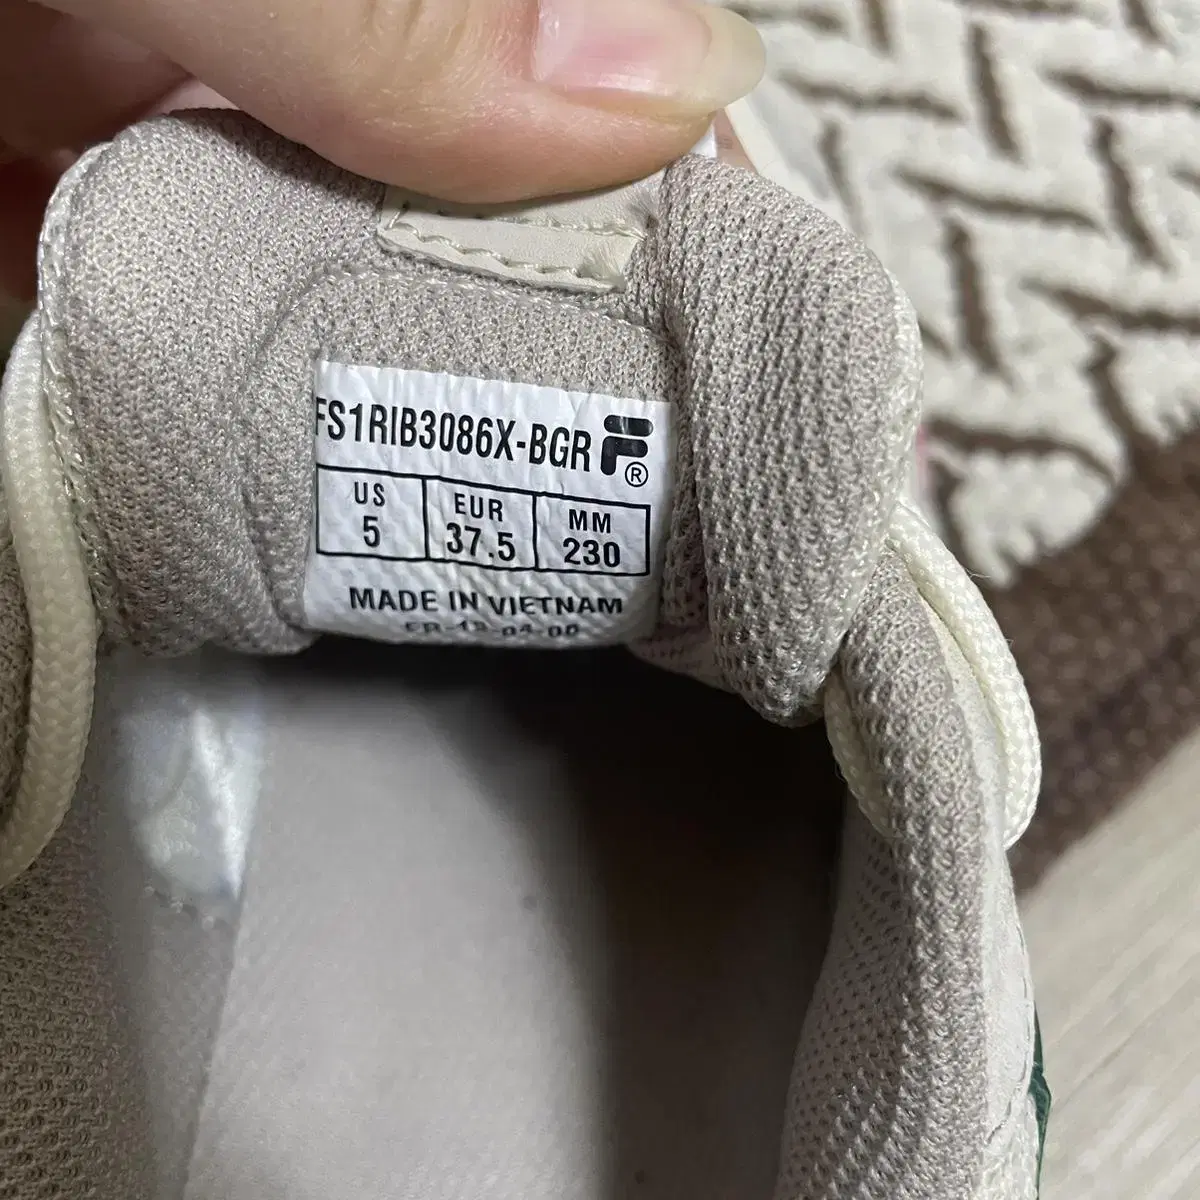 FS1RIB3086X-BGR F®
US EUR MM
5 37.5 230
MADE IN VIETNAM